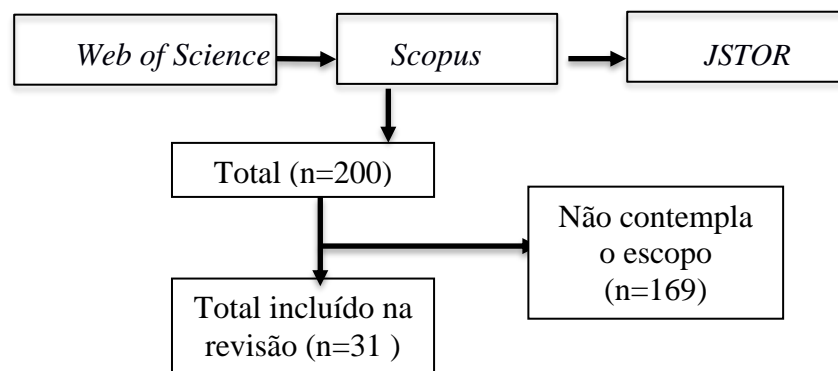 Web of Science
Scopus
JSTOR
Total (n=200)
Não contempla
o escopo
(n=169)
Total incluído na
revisão (n=31 )